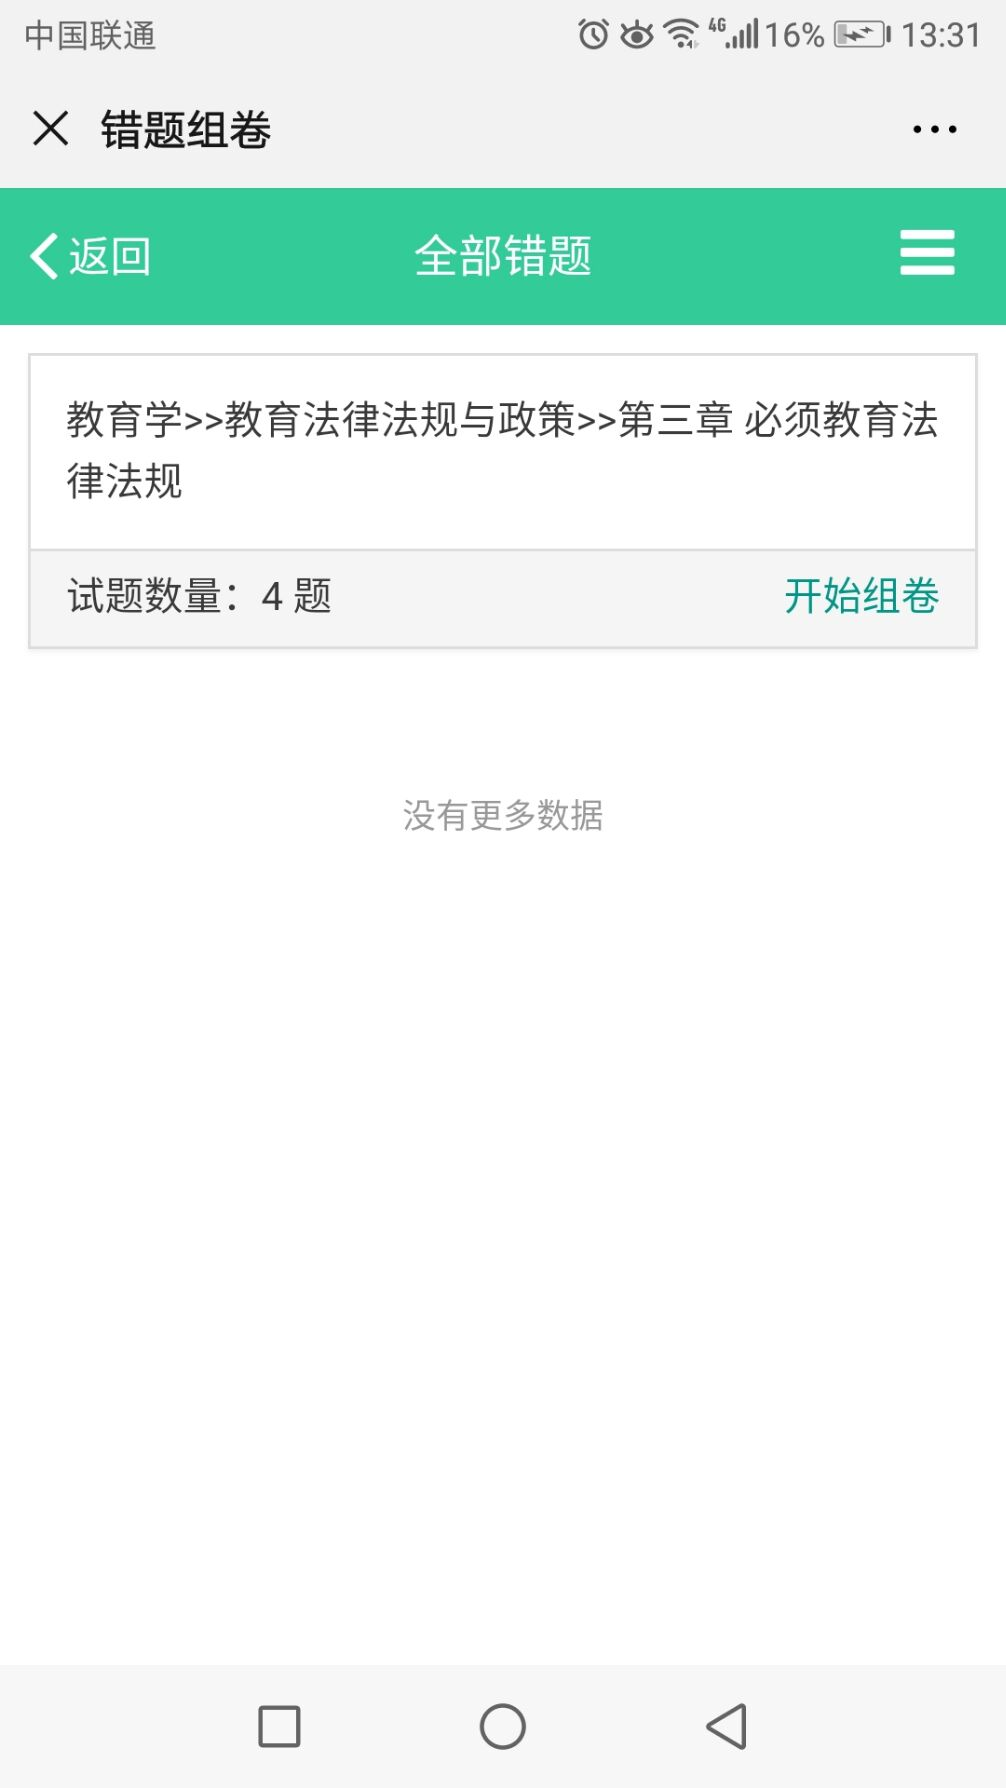 中国联通 4G 16% 13:31
错题组卷
返回 全部错题
教育学>>教育法律法规与政策>>第三章 必须教育法
律法规
试题数量：4 题 开始组卷
没有更多数据